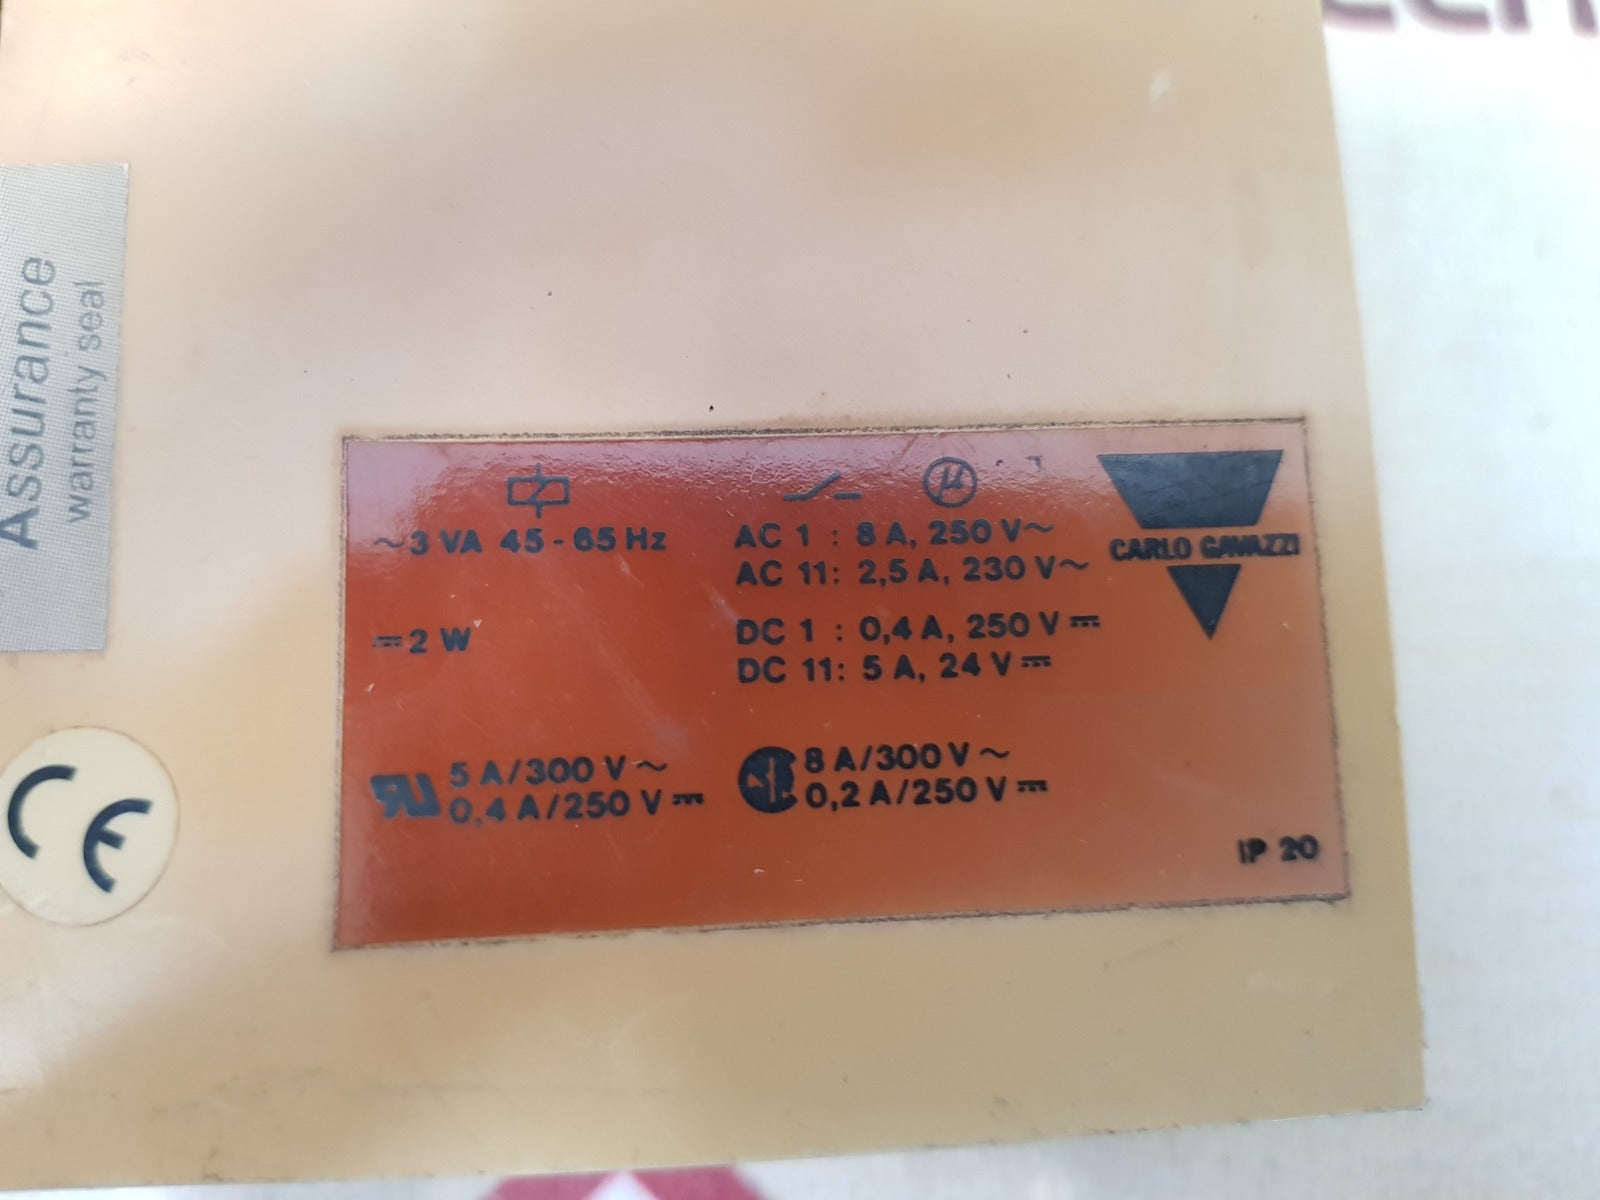 Assurance
warranty seal
CE
µ
~3 VA 45-65 Hz
AC 1 : 8 A, 250 V~
AC 11: 2,5 A, 230 V~
CARLO GAVAZZI
⎓2 W
DC 1 : 0,4 A, 250 V⎓
DC 11: 5 A, 24 V⎓
RU 5 A/300 V~
0,4 A/250 V⎓
8 A/300 V~
0,2 A/250 V⎓
IP 20